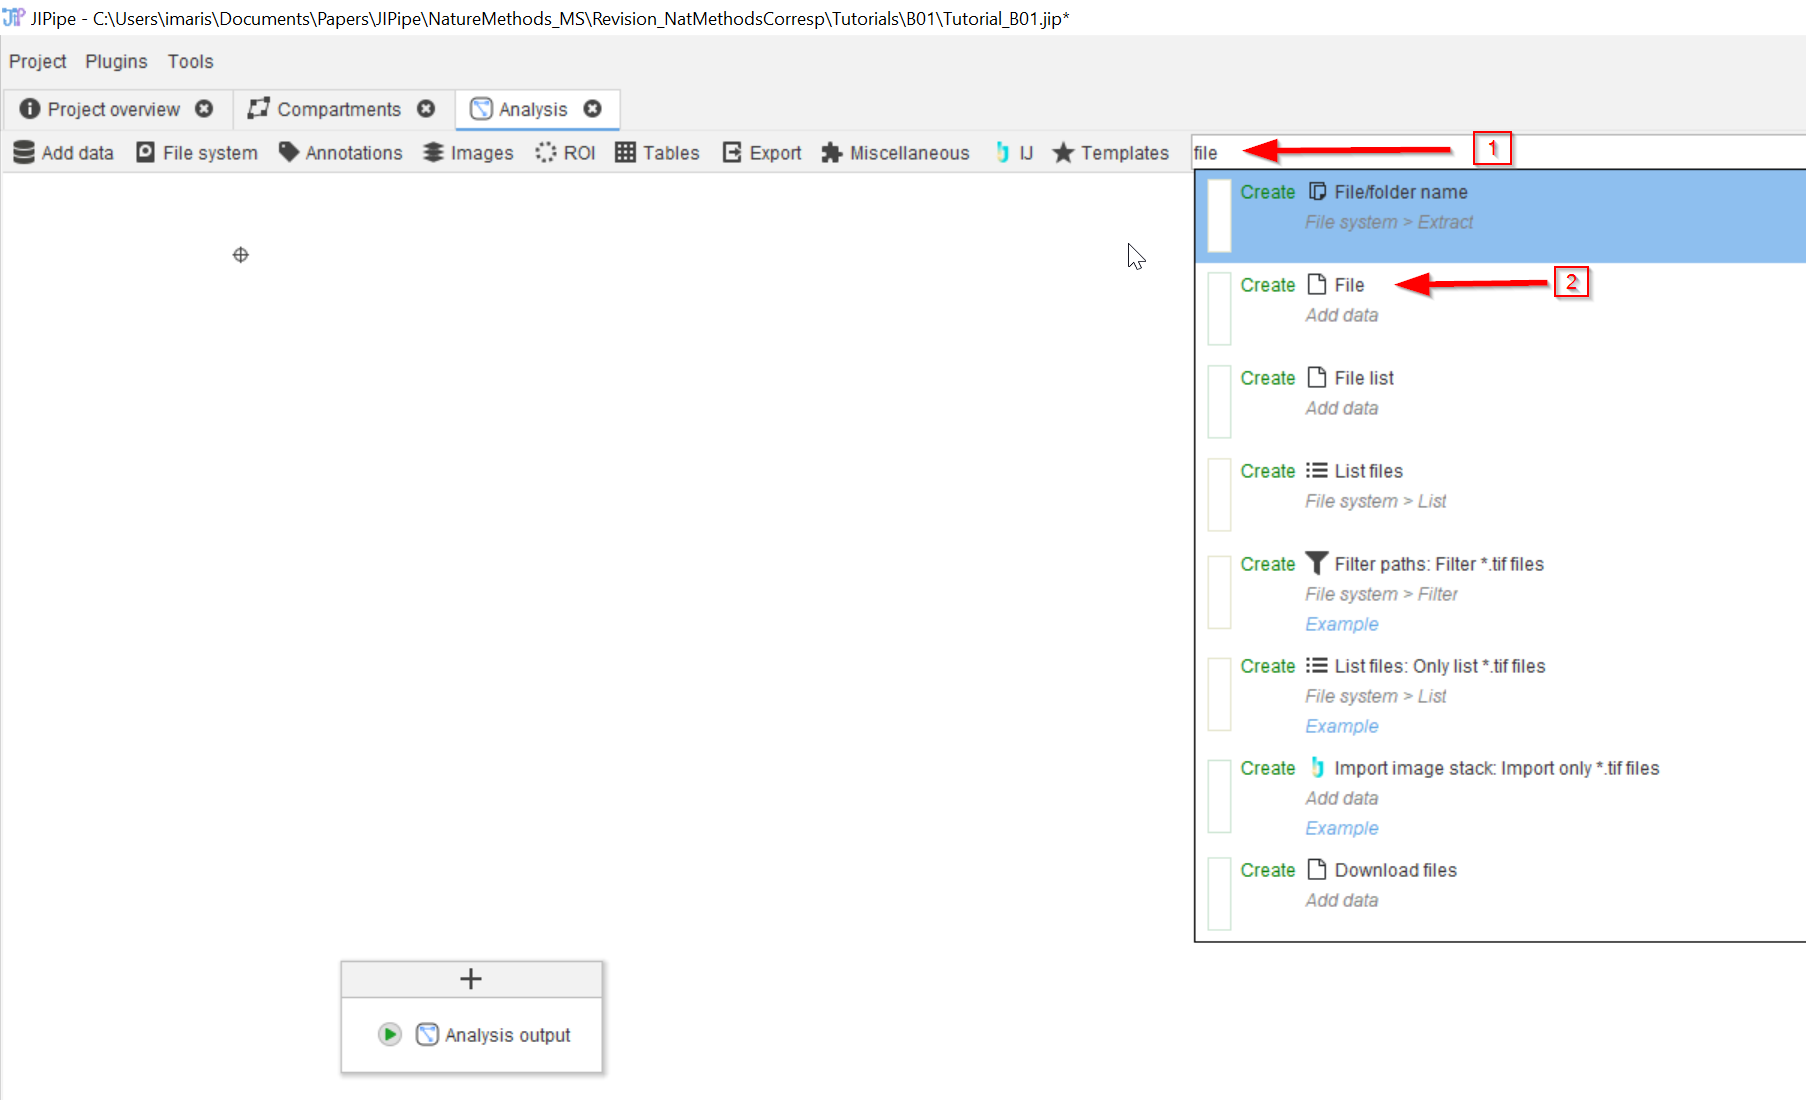 JIPipe - C:\Users\imaris\Documents\Papers\JIPipe\NatureMethods_MS\Revision_NatMethodsCorresp\Tutorials\B01\Tutorial_B01.jip*
Project Plugins Tools
Project overview Compartments Analysis
Add data File system Annotations Images ROI Tables Export Miscellaneous IJ Templates file 1
Create File/folder name
File system > Extract
Create File 2
Add data
Create File list
Add data
Create List files
File system > List
Create Filter paths: Filter *.tif files
File system > Filter
Example
Create List files: Only list *.tif files
File system > List
Example
Create Import image stack: Import only *.tif files
Add data
Example
Create Download files
Add data
Analysis output